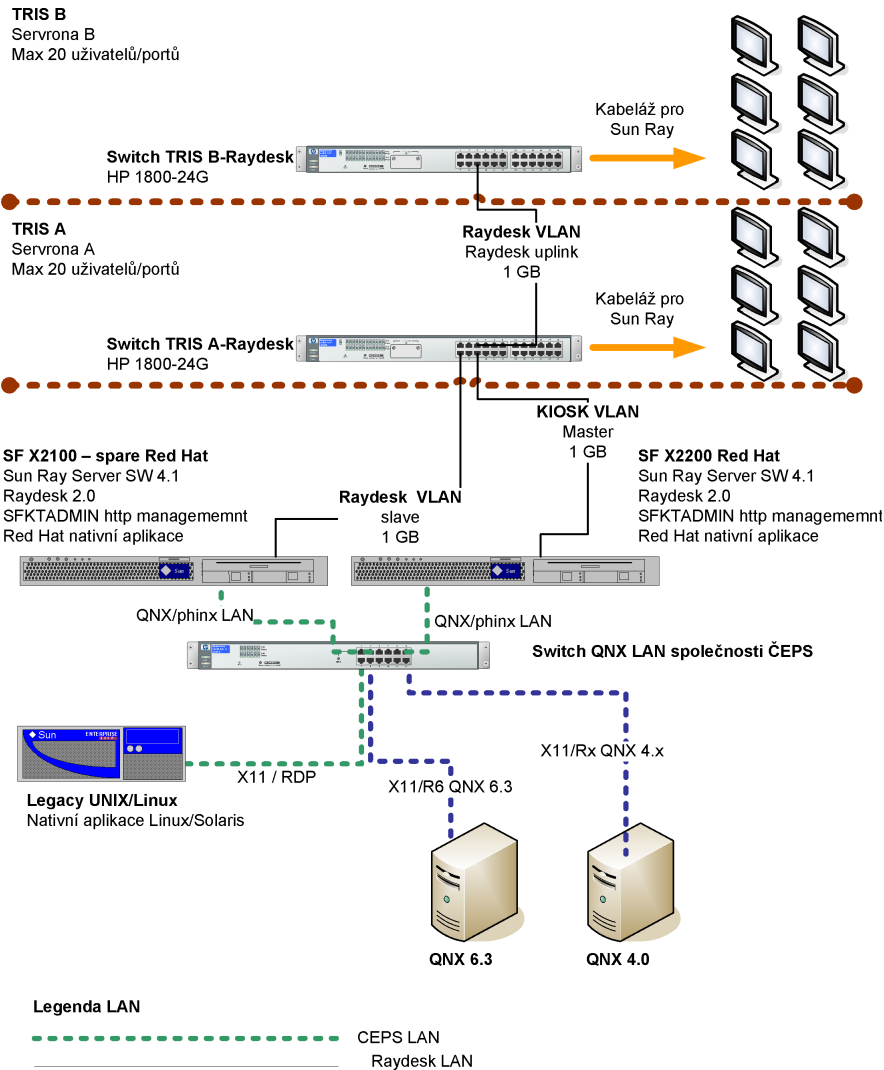 TRIS B
Servrona B
Max 20 uživatelů/portů
Kabeláž pro
Sun Ray
Switch TRIS B-Raydesk
HP 1800-24G
TRIS A
Servrona A
Max 20 uživatelů/portů
Raydesk VLAN
Raydesk uplink
1 GB
Kabeláž pro
Sun Ray
Switch TRIS A-Raydesk
HP 1800-24G
KIOSK VLAN
Master
1 GB
SF X2100 – spare Red Hat
Sun Ray Server SW 4.1
Raydesk 2.0
SFKTADMIN http managememnt
Red Hat nativní aplikace
Raydesk VLAN
slave
1 GB
SF X2200 Red Hat
Sun Ray Server SW 4.1
Raydesk 2.0
SFKTADMIN http managememnt
Red Hat nativní aplikace
Sun
Sun
QNX/phinx LAN
QNX/phinx LAN
Switch QNX LAN společnosti ČEPS
Sun
ENTERPRISE
X11 / RDP
X11/R6 QNX 6.3
X11/Rx QNX 4.x
Legacy UNIX/Linux
Nativní aplikace Linux/Solaris
QNX 6.3
QNX 4.0
Legenda LAN
CEPS LAN
Raydesk LAN